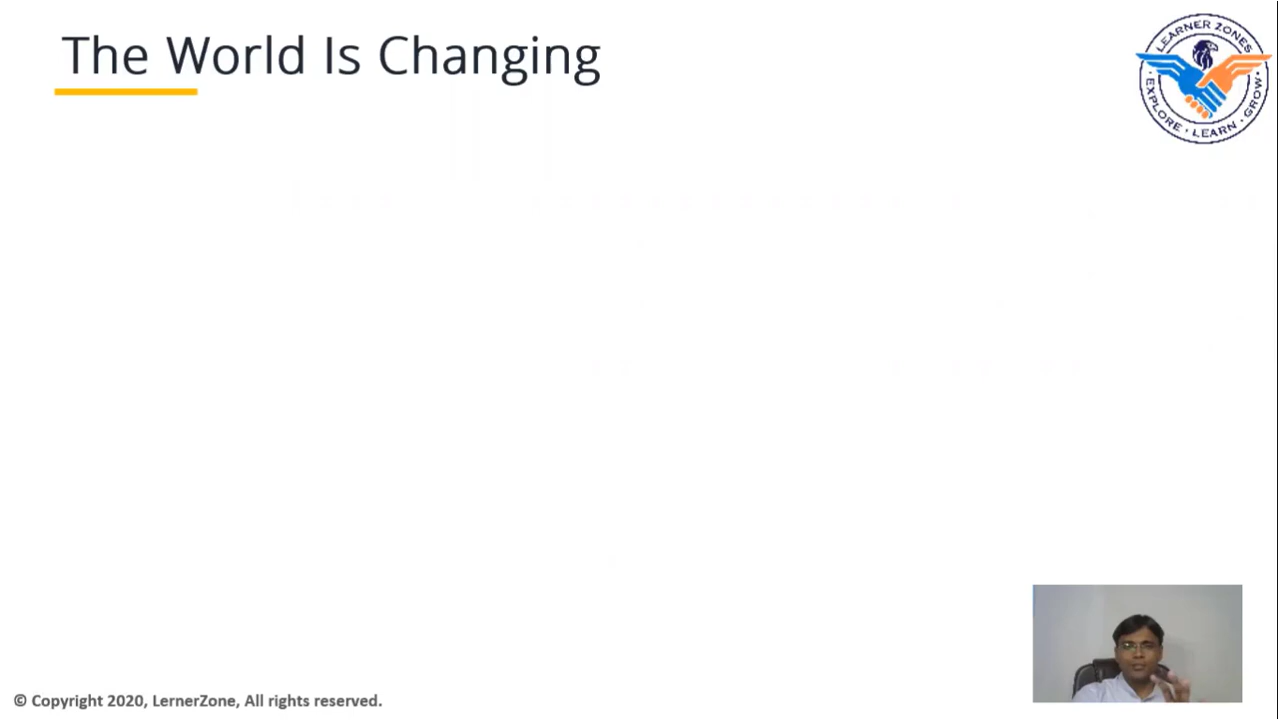 The World Is Changing
LEARNER ZONES
EXPLORE · LEARN · GROW
© Copyright 2020, LernerZone, All rights reserved.